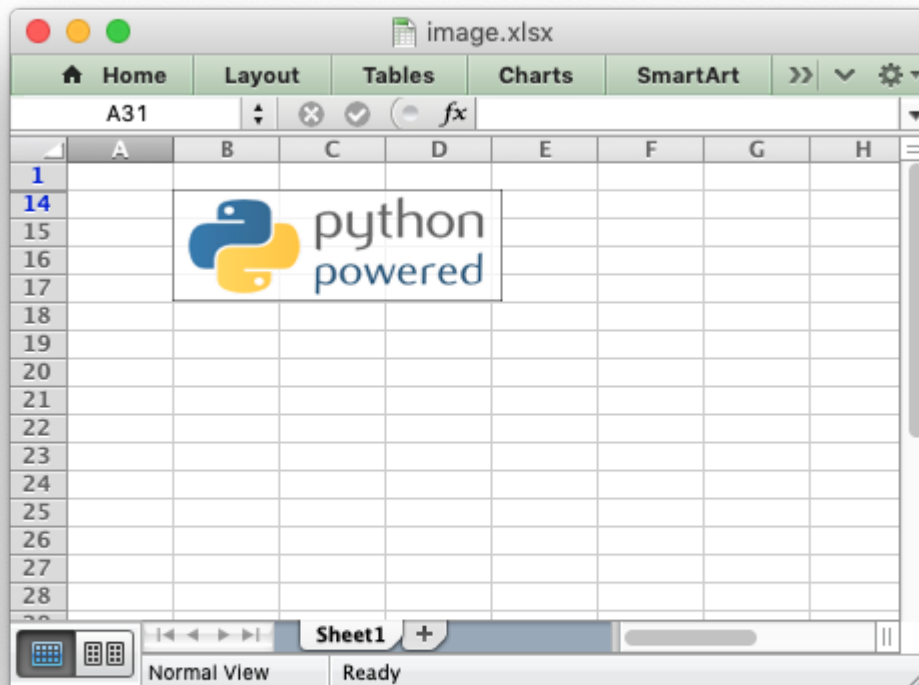 image.xlsx
Home Layout Tables Charts SmartArt
A31 fx
A B C D E F G H
1
14
15
16
17
18
19
20
21
22
23
24
25
26
27
28
python
powered
Sheet1 +
Normal View Ready